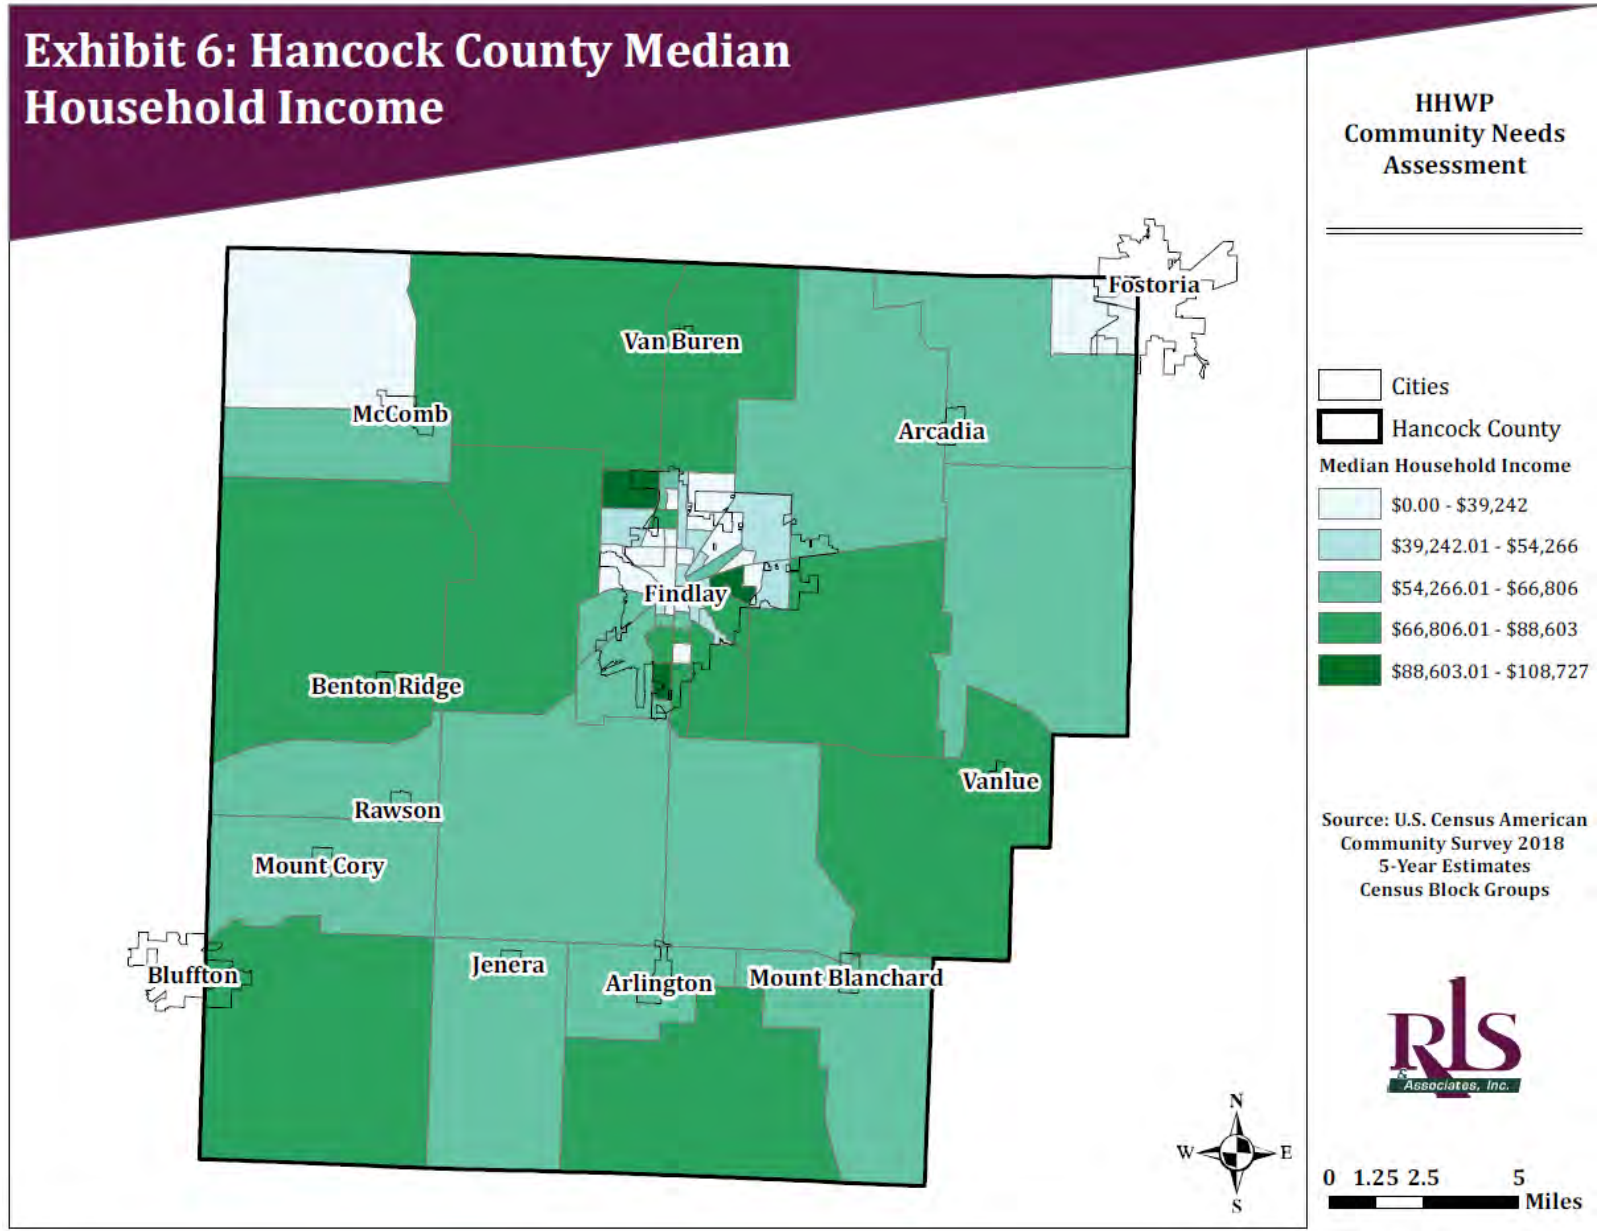 Exhibit 6: Hancock County Median
Household Income
HHWP
Community Needs
Assessment
Fostoria
Van Buren
McComb
Arcadia
Findlay
Benton Ridge
Vanlue
Rawson
Mount Cory
Bluffton
Jenera
Arlington
Mount Blanchard
Cities
Hancock County
Median Household Income
$0.00 - $39,242
$39,242.01 - $54,266
$54,266.01 - $66,806
$66,806.01 - $88,603
$88,603.01 - $108,727
Source: U.S. Census American
Community Survey 2018
5-Year Estimates
Census Block Groups
RLS
& Associates, Inc.
N
W E
S
0 1.25 2.5 5
Miles